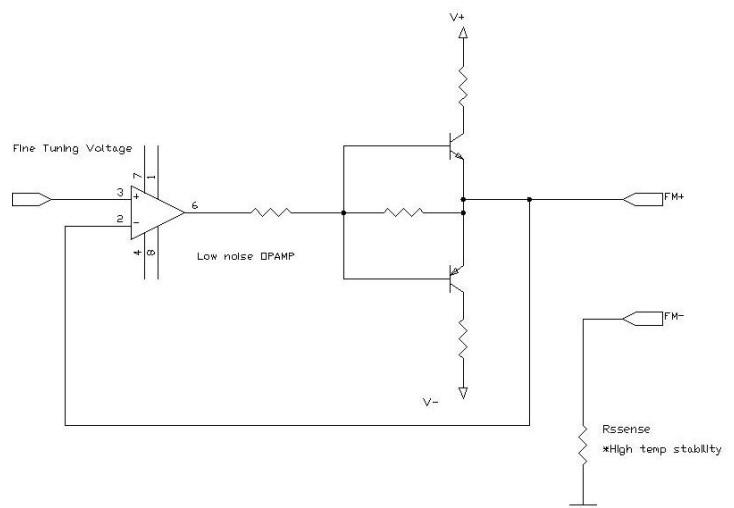 V+
Fine Tuning Voltage
7
1
3
+
6
2
-
4
8
Low noise OPAMP
FM+
FM-
V-
Rssense
*High temp stability